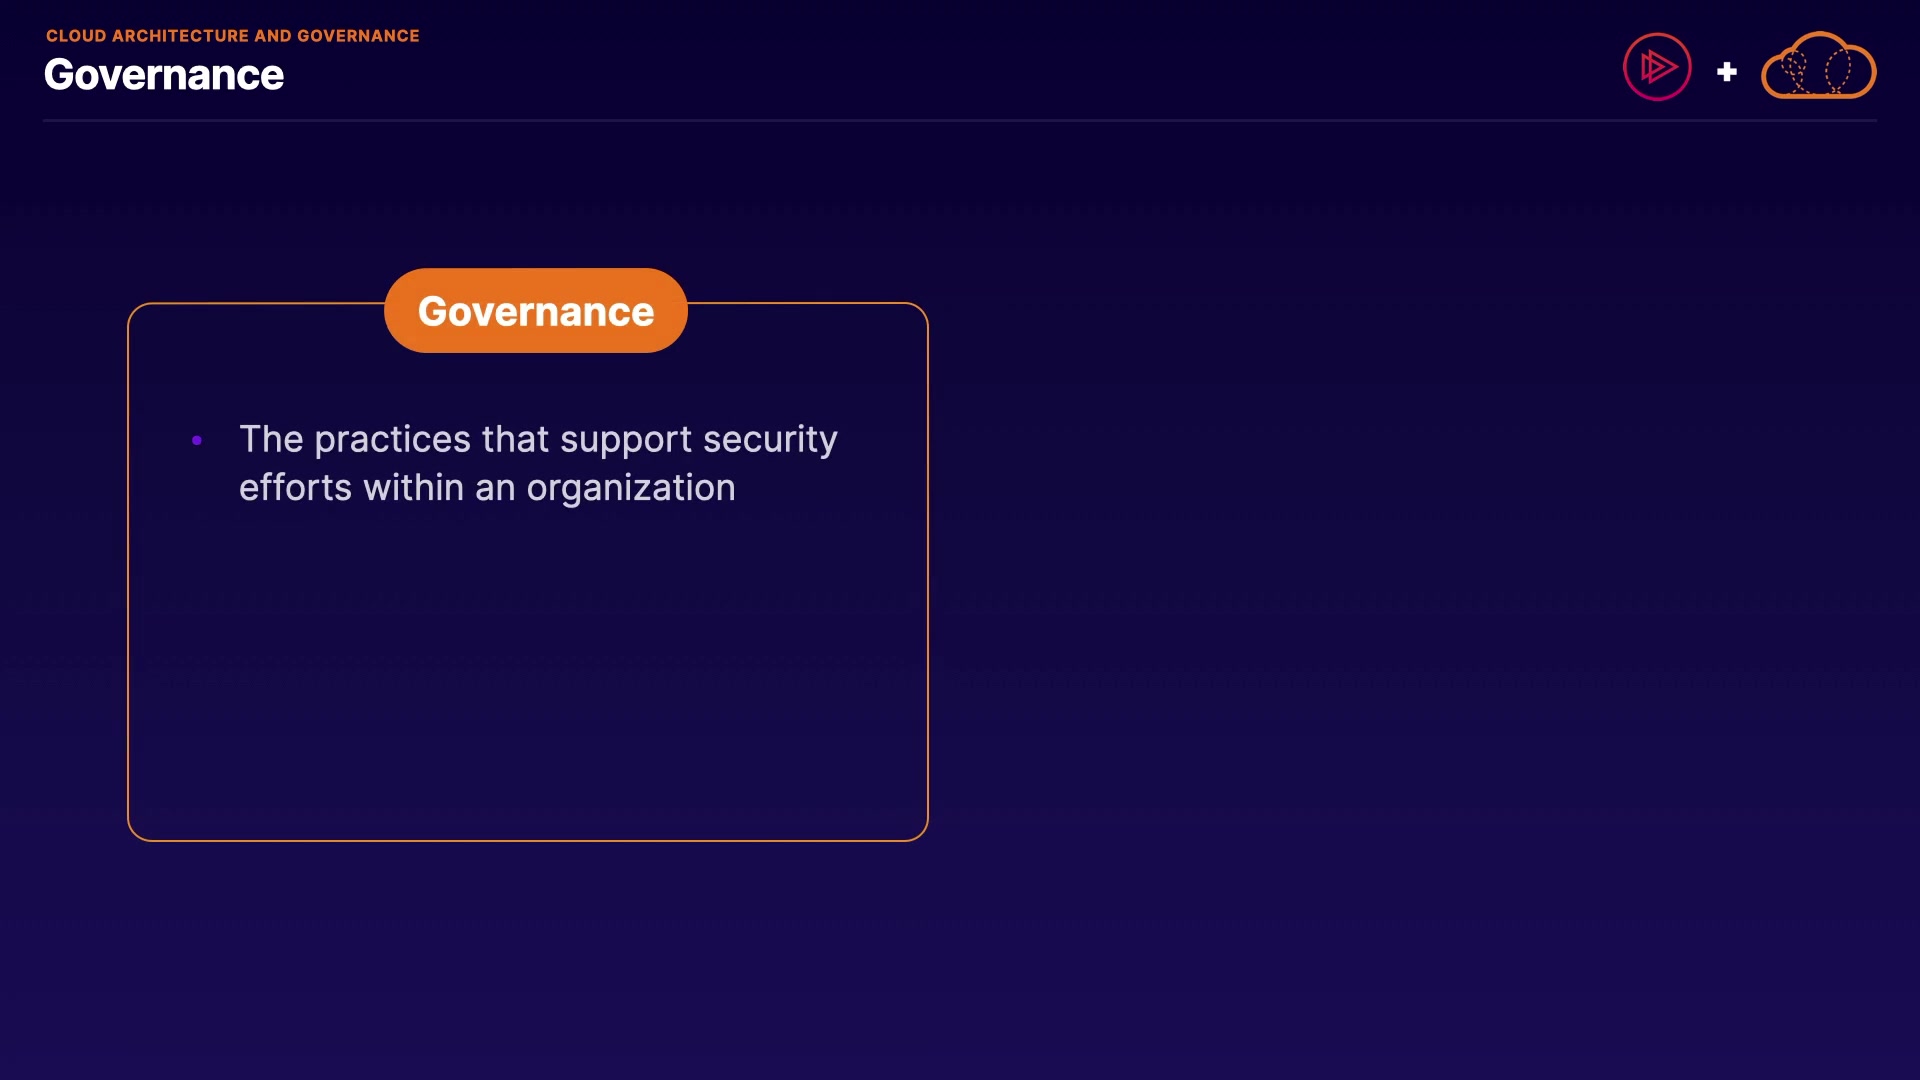 CLOUD ARCHITECTURE AND GOVERNANCE
Governance
Governance
• The practices that support security
efforts within an organization